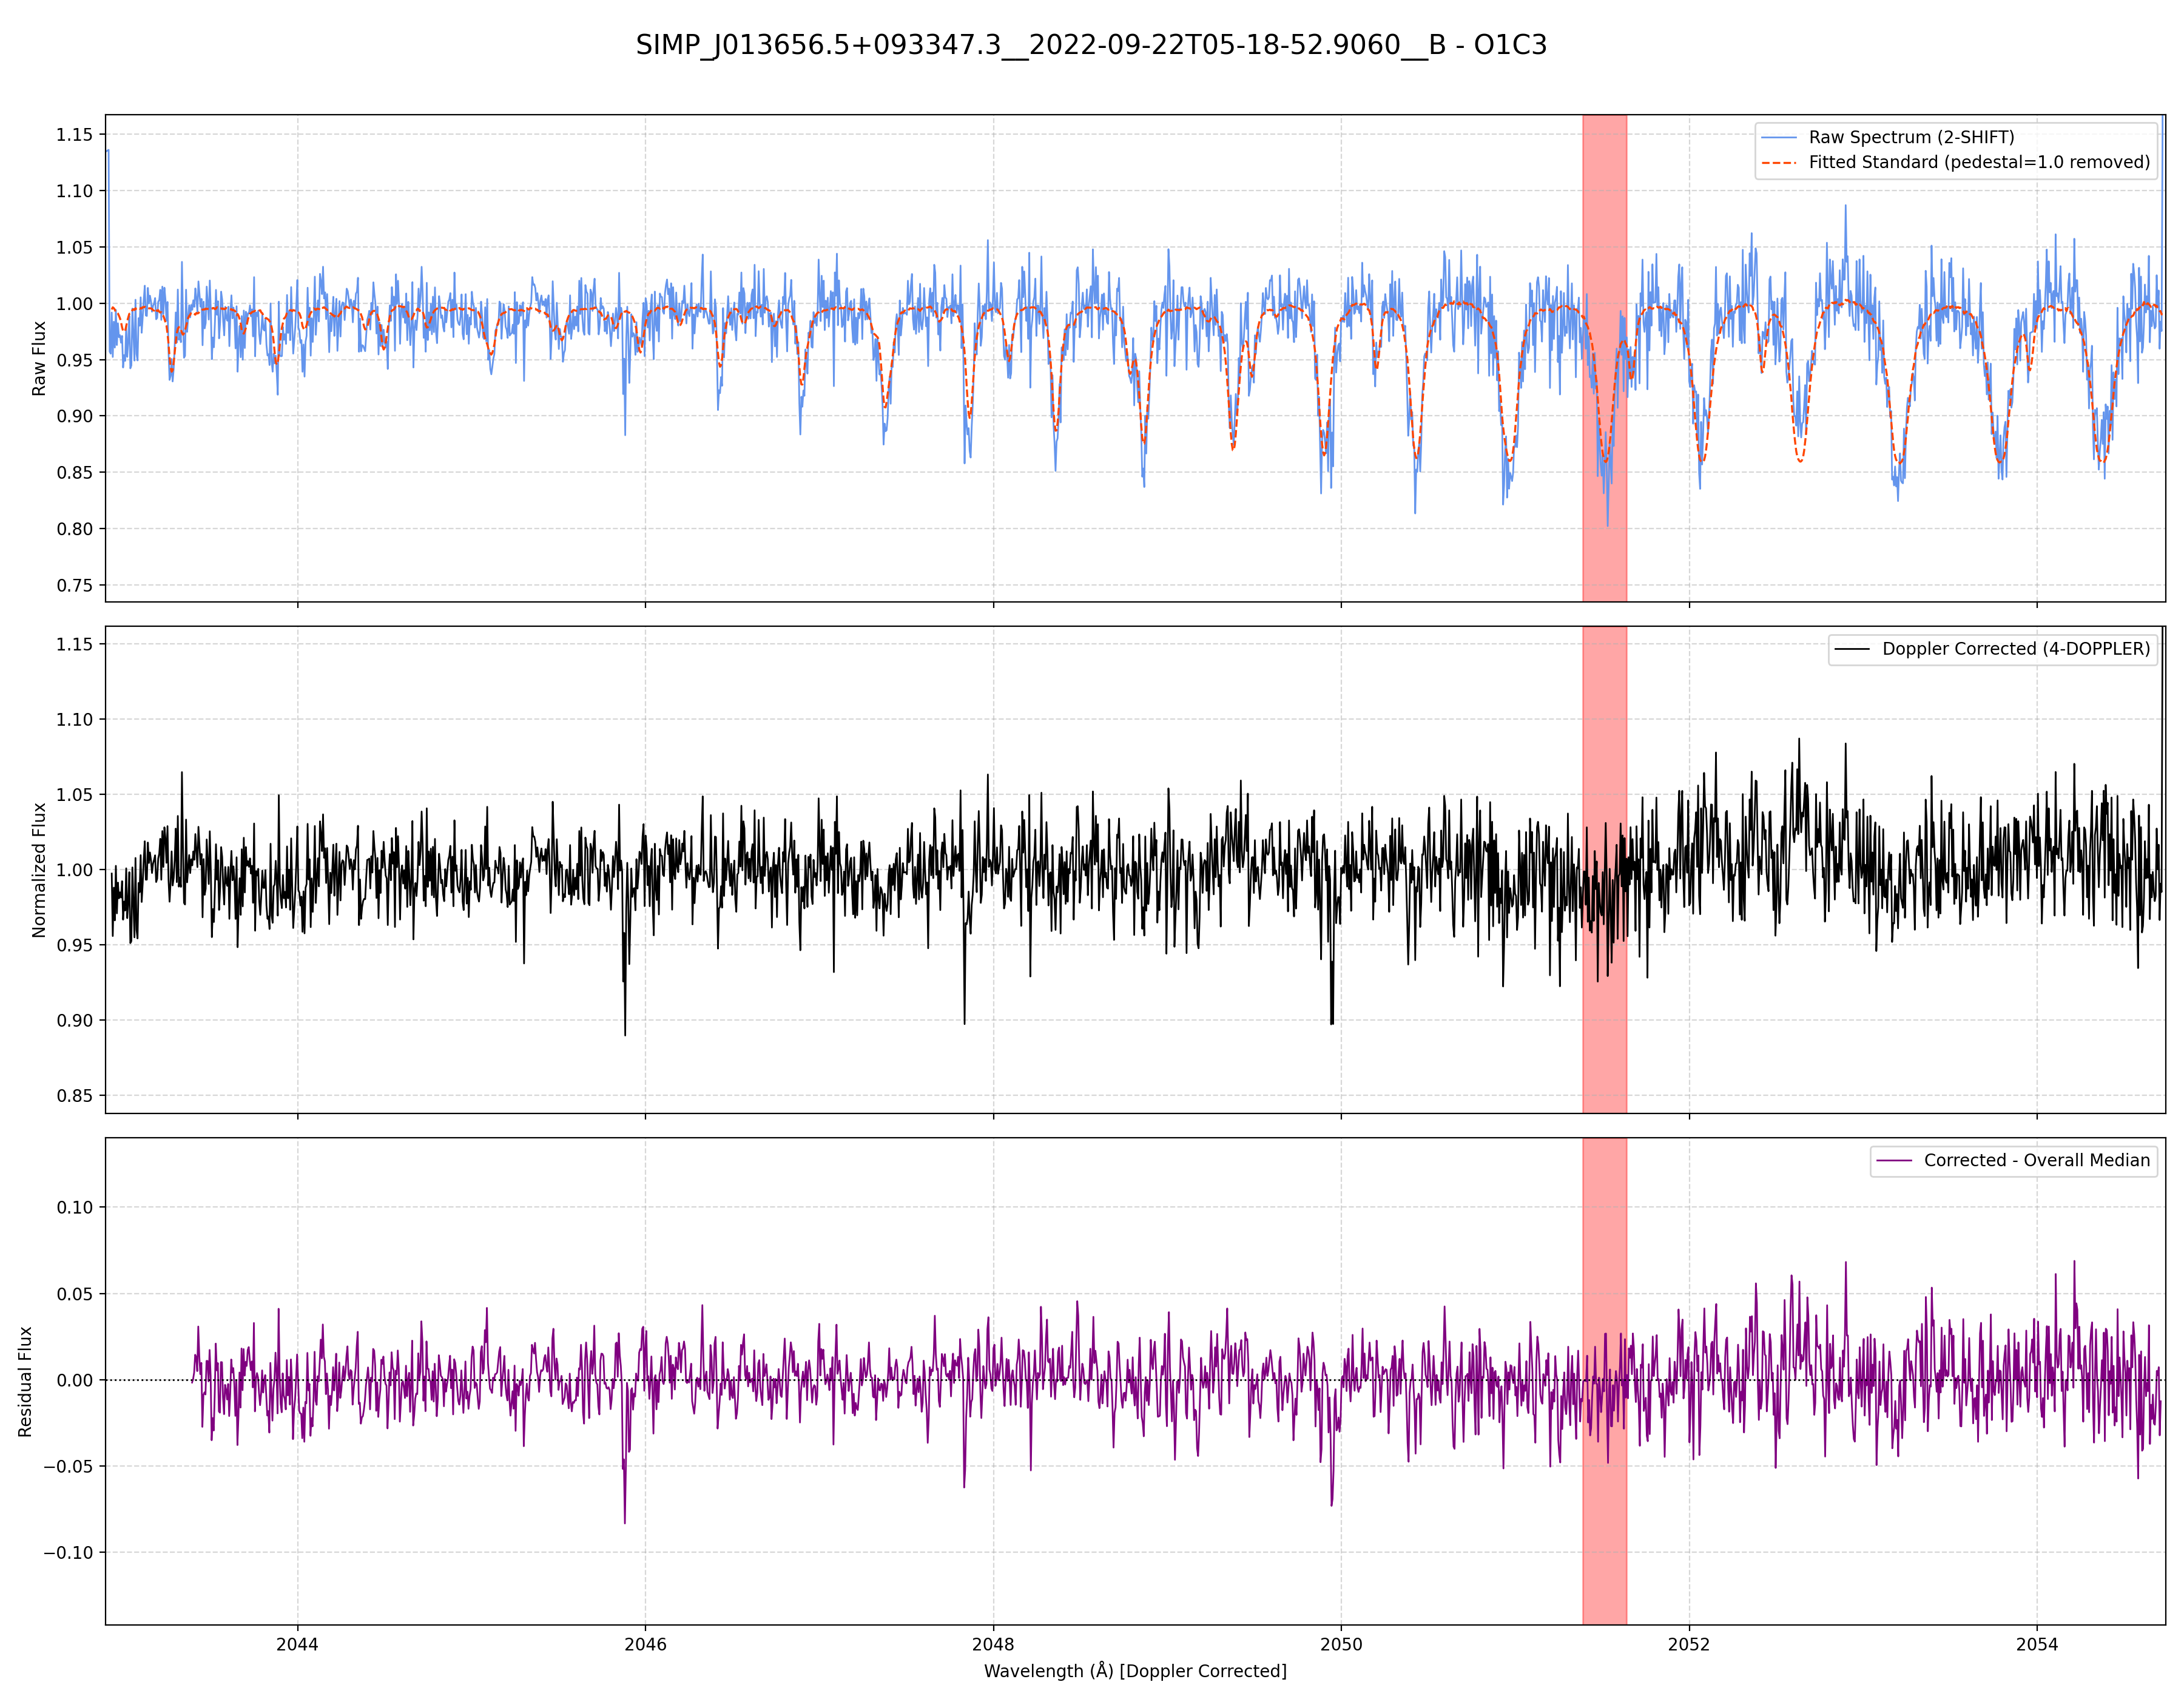 SIMP_J013656.5+093347.3__2022-09-22T05-18-52.9060__B - O1C3
Raw Flux
1.15
1.10
1.05
1.00
0.95
0.90
0.85
0.80
0.75
Raw Spectrum (2-SHIFT)
Fitted Standard (pedestal=1.0 removed)
Normalized Flux
1.15
1.10
1.05
1.00
0.95
0.90
0.85
Doppler Corrected (4-DOPPLER)
Residual Flux
0.10
0.05
0.00
−0.05
−0.10
Corrected - Overall Median
2044 2046 2048 2050 2052 2054
Wavelength (Å) [Doppler Corrected]